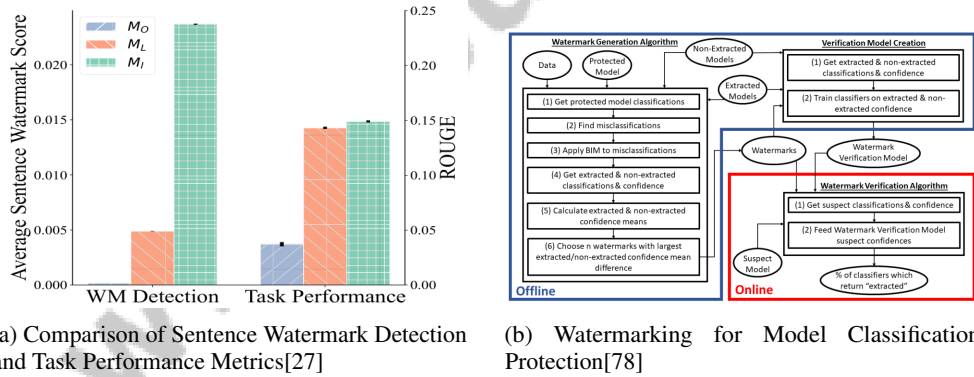 Average Sentence Watermark Score
0.020
0.015
0.010
0.005
0.000
M_O
M_L
M_I
WM Detection
Task Performance
0.25
0.20
0.15
0.10
0.05
0.00
ROUGE
a) Comparison of Sentence Watermark Detection
and Task Performance Metrics[27]
Watermark Generation Algorithm
Data
Protected
Model
(1) Get protected model classifications
(2) Find misclassifications
(3) Apply BIM to misclassifications
(4) Get extracted & non-extracted
classifications & confidence
(5) Calculate extracted & non-extracted
confidence means
(6) Choose n watermarks with largest
extracted/non-extracted confidence mean
difference
Offline
Non-Extracted
Models
Extracted
Models
Verification Model Creation
(1) Get extracted & non-extracted
classifications & confidence
(2) Train classifiers on extracted & non-
extracted confidence
Watermarks
Watermark
Verification Model
Watermark Verification Algorithm
(1) Get suspect classifications & confidence
(2) Feed Watermark Verification Model
suspect confidences
Suspect
Model
% of classifiers which
return "extracted"
Online
(b) Watermarking for Model Classification
Protection[78]